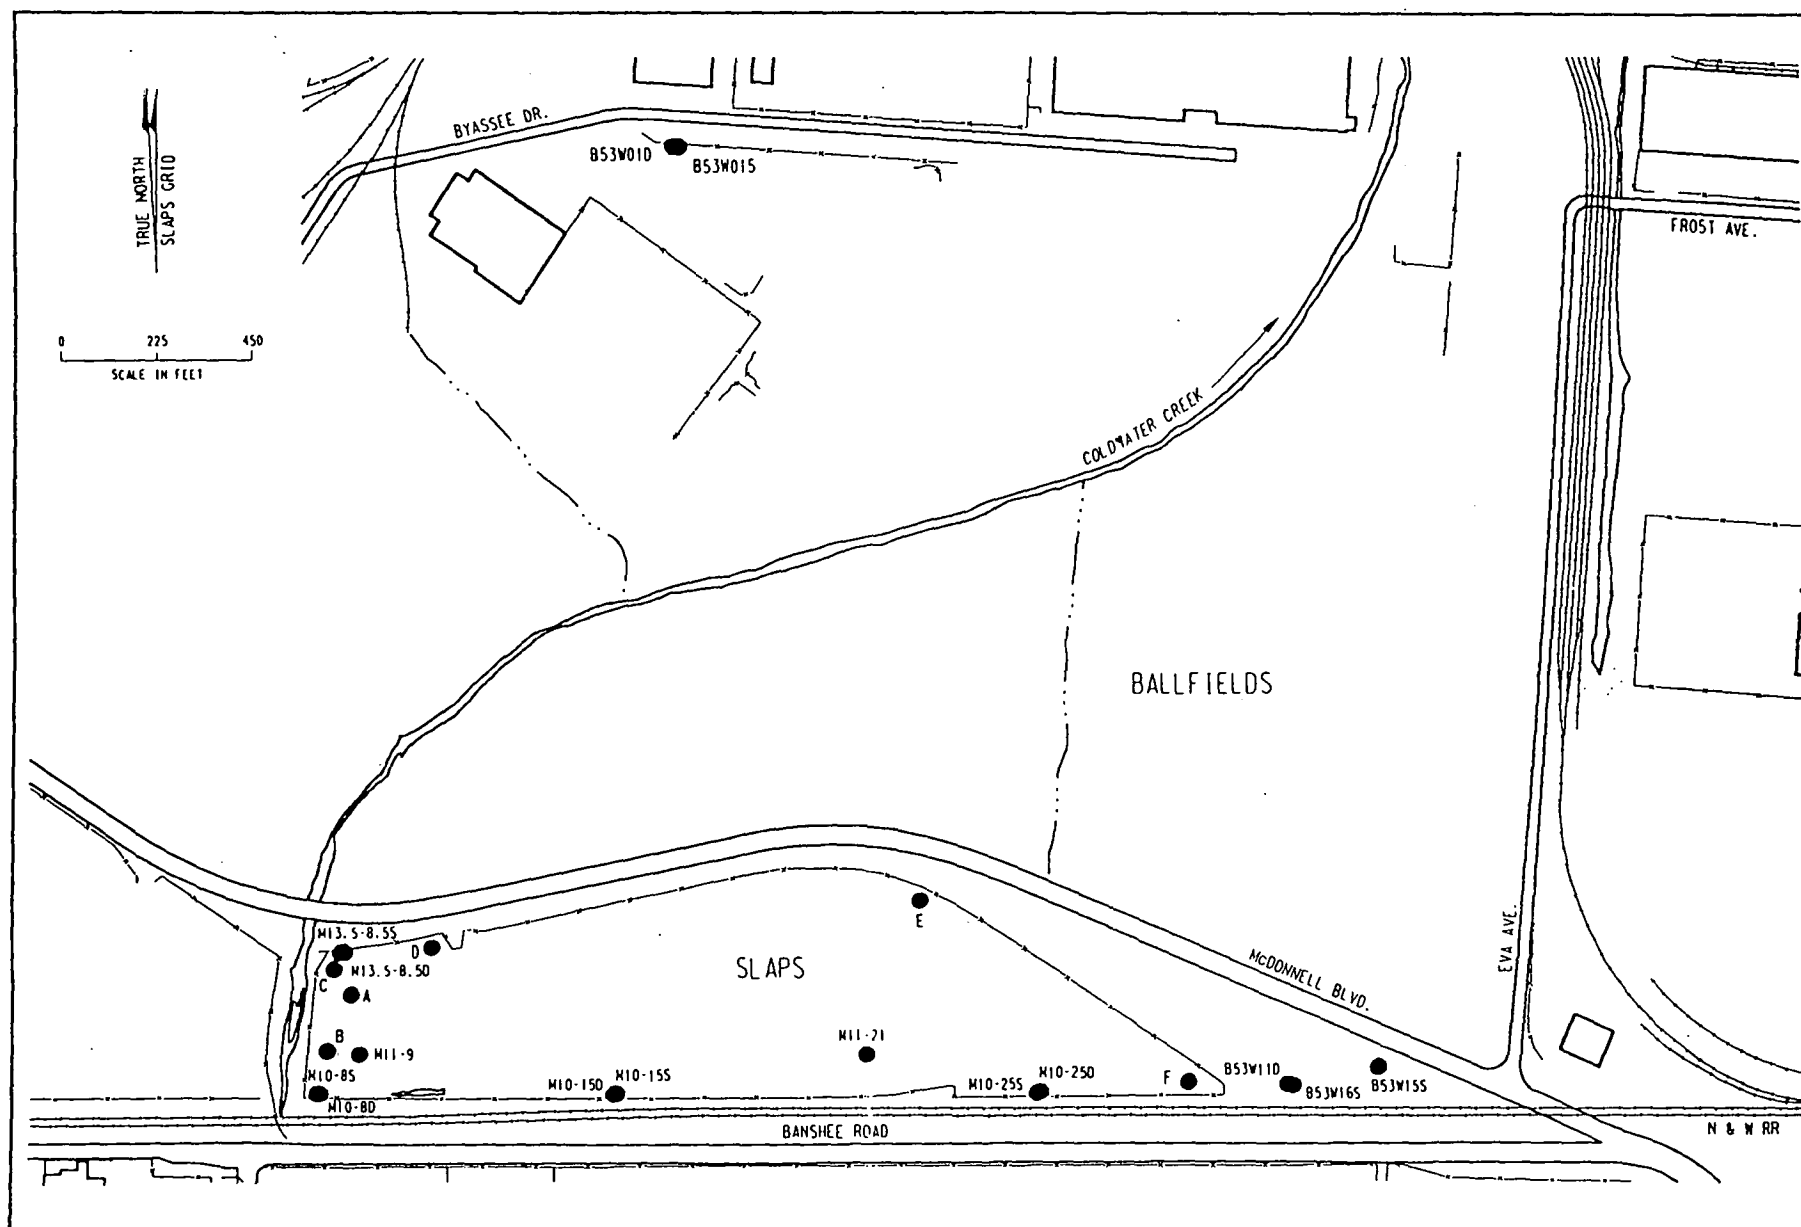 BYASSEE DR.
B53W01D
B53W01S
TRUE NORTH
SLAPS GRID
FROST AVE.
0 225 450
SCALE IN FEET
COLDWATER CREEK
BALLFIELDS
EVA AVE.
E
M13.5-8.5S
D
SLAPS
McDONNELL BLVD.
M13.5-8.5D
C
A
B
M11-9
M11-21
M10-8S
M10-15D
M10-15S
M10-25S
M10-25D
F
B53W11D
B53W16S
B53W15S
M10-8D
BANSHEE ROAD
N & W RR